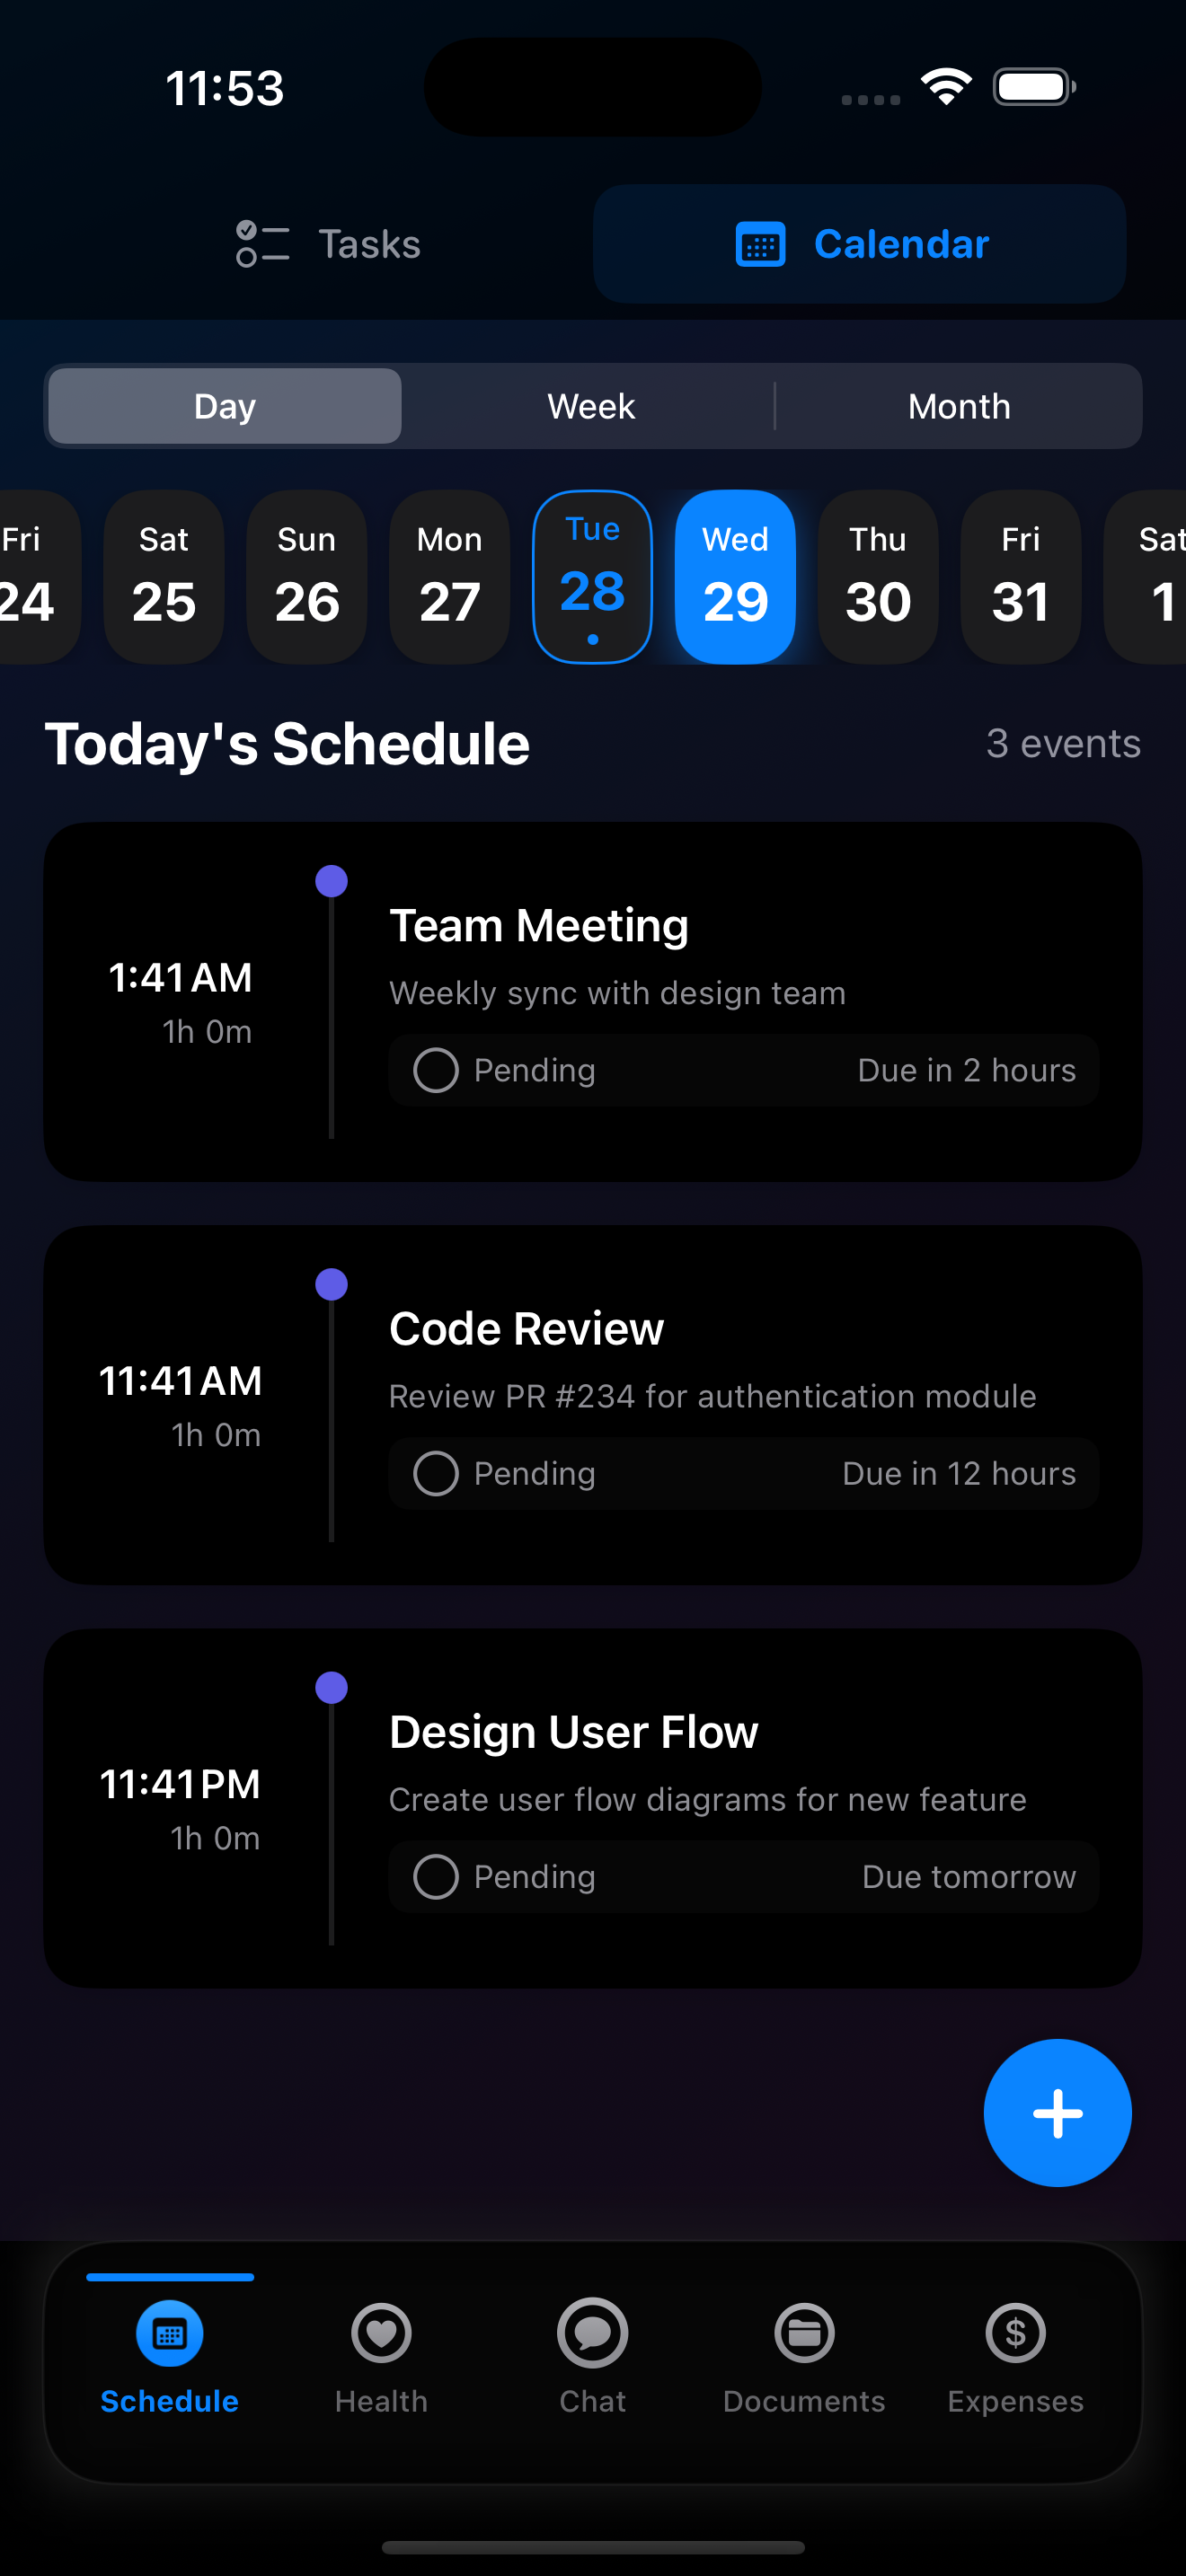 11:53
Tasks Calendar
Day Week Month
Fri Sat Sun Mon Tue Wed Thu Fri Sat
24 25 26 27 28 29 30 31 1
Today's Schedule 3 events
Team Meeting
1:41 AM
Weekly sync with design team
1h 0m
Pending Due in 2 hours
Code Review
11:41 AM
Review PR #234 for authentication module
1h 0m
Pending Due in 12 hours
Design User Flow
11:41 PM
Create user flow diagrams for new feature
1h 0m
Pending Due tomorrow
Schedule Health Chat Documents Expenses